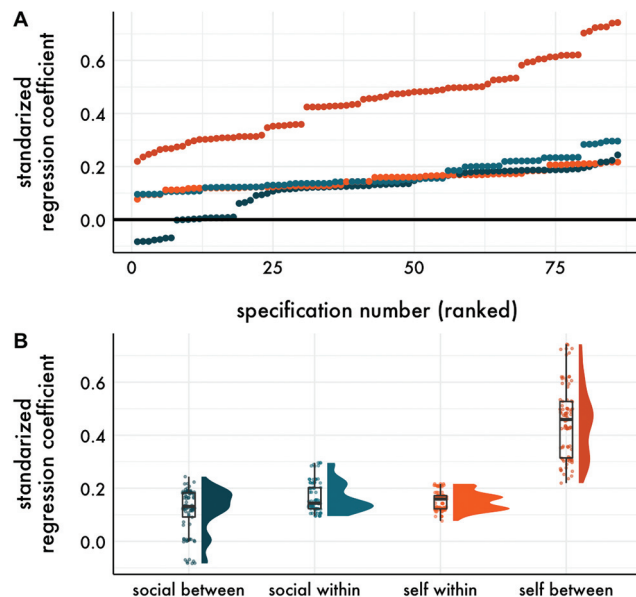 A
standarized
regression coefficient
0.6
0.4
0.2
0.0
0
25
50
75
specification number (ranked)
B
standarized
regression coefficient
0.6
0.4
0.2
0.0
social between
social within
self within
self between